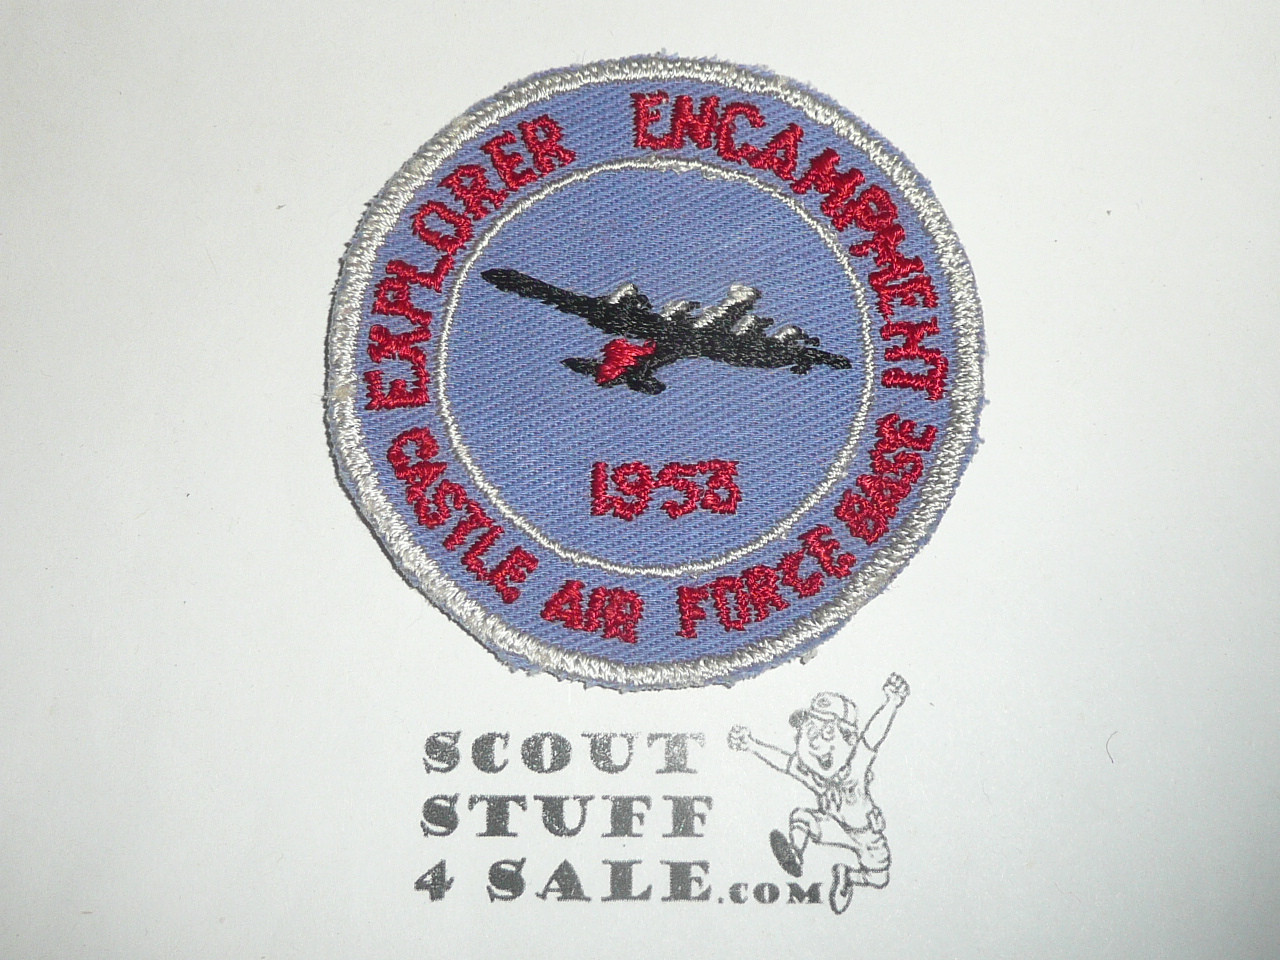 EXPLORER ENCAMPMENT
1953
CASTLE AIR FORCE BASE
SCOUT
STUFF
4 SALE.COM